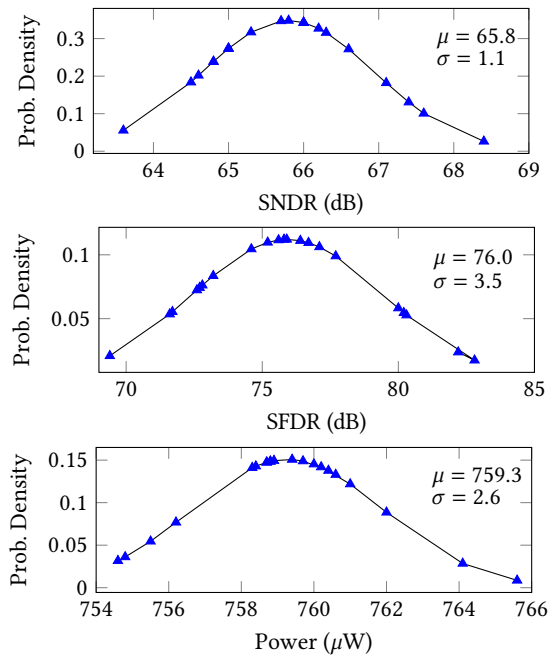 0.3
0.2
0.1
0
Prob. Density
μ = 65.8
σ = 1.1
64 65 66 67 68 69
SNDR (dB)
0.1
0.05
Prob. Density
μ = 76.0
σ = 3.5
70 75 80 85
SFDR (dB)
0.15
0.1
0.05
0
Prob. Density
μ = 759.3
σ = 2.6
754 756 758 760 762 764 766
Power (μW)